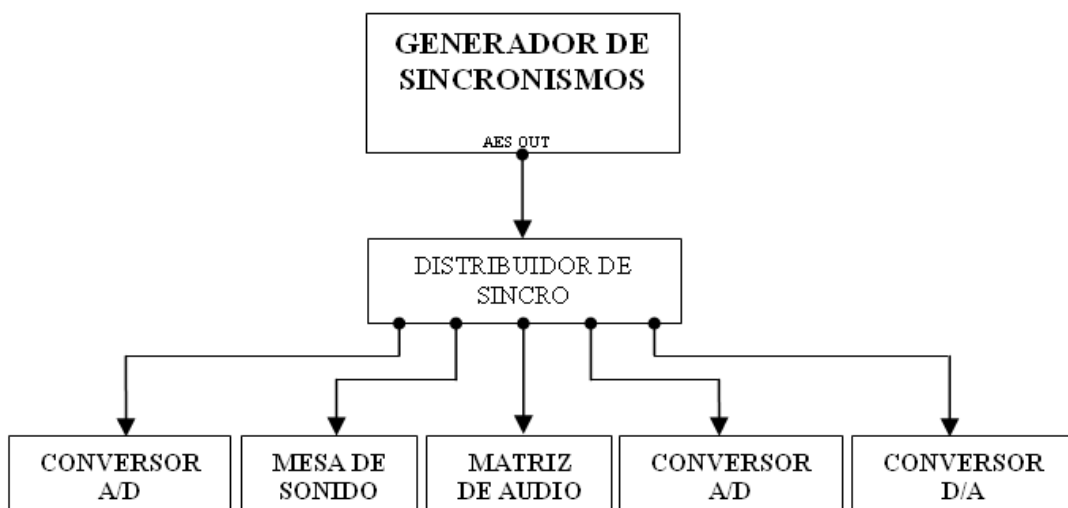 GENERADOR DE
SINCRONISMOS
AES OUT
DISTRIBUIDOR DE
SINCRO
CONVERSOR
A/D
MESA DE
SONIDO
MATRIZ
DE AUDIO
CONVERSOR
A/D
CONVERSOR
D/A